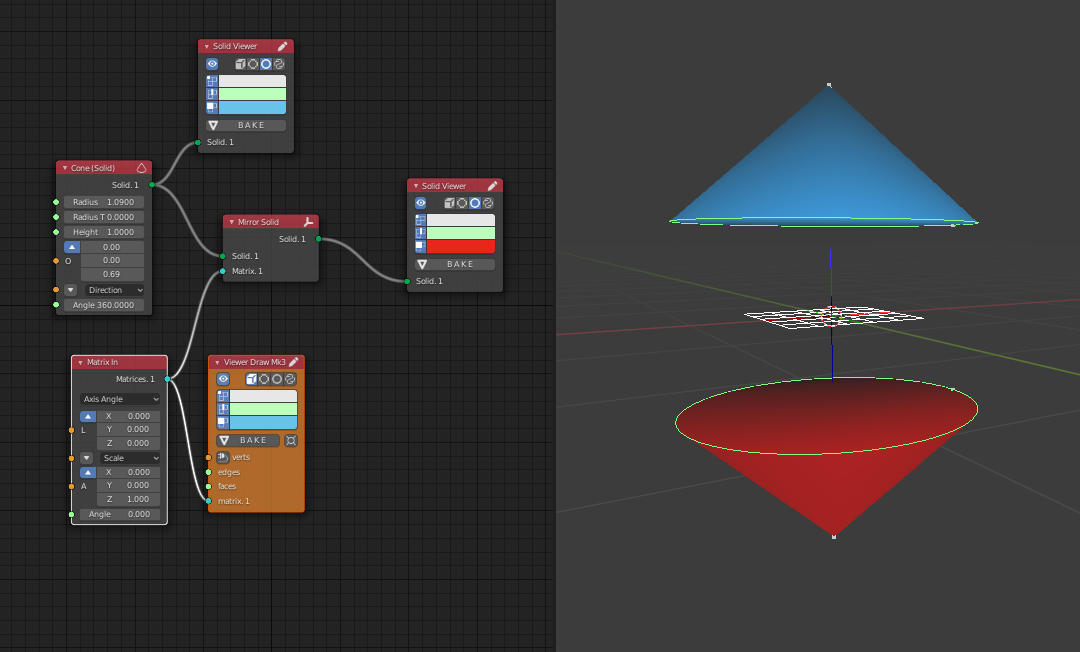 Solid Viewer
BAKE
Solid. 1
Cone (Solid)
Solid. 1
Radius 1.0900
Radius T 0.0000
Height 1.0000
0.00
O 0.00
0.69
Direction
Angle 360.0000
Mirror Solid
Solid. 1
Solid. 1
Matrix. 1
Solid Viewer
BAKE
Solid. 1
Matrix In
Matrices. 1
Axis Angle
X 0.000
L Y 0.000
Z 0.000
Scale
X 0.000
A Y 0.000
Z 1.000
Angle 0.000
Viewer Draw Mk3
BAKE
verts
edges
faces
matrix. 1